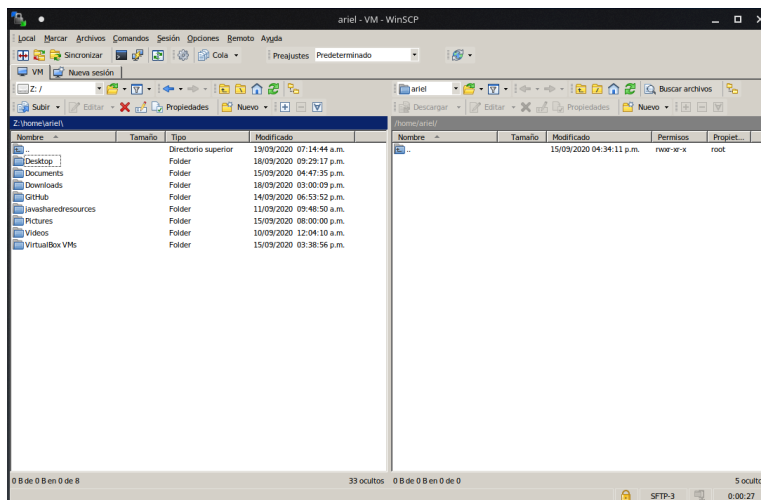 ariel - VM - WinSCP
Local Marcar Archivos Comandos Sesión Opciones Remoto Ayuda
Sincronizar Cola Preajustes Predeterminado
VM Nueva sesión
Z: / ariel Buscar archivos
Subir Editar Propiedades Nuevo Descargar Editar Propiedades Nuevo
Z:\home\ariel\ /home/ariel/
Nombre Tamaño Tipo Modificado Nombre Tamaño Modificado Permisos Propiet...
.. Directorio superior 19/09/2020 07:14:44 a.m. .. 15/09/2020 04:34:11 p.m. rwxr-xr-x root
Desktop Folder 18/09/2020 09:29:17 p.m.
Documents Folder 15/09/2020 04:47:35 p.m.
Downloads Folder 18/09/2020 03:00:09 p.m.
GitHub Folder 14/09/2020 06:53:52 p.m.
javasharedresources Folder 11/09/2020 09:48:50 a.m.
Pictures Folder 15/09/2020 08:00:00 p.m.
Videos Folder 10/09/2020 12:04:10 a.m.
VirtualBox VMs Folder 15/09/2020 03:38:56 p.m.
0 B de 0 B en 0 de 8 33 ocultos 0 B de 0 B en 0 de 0 5 oculto
SFTP-3 0:00:27